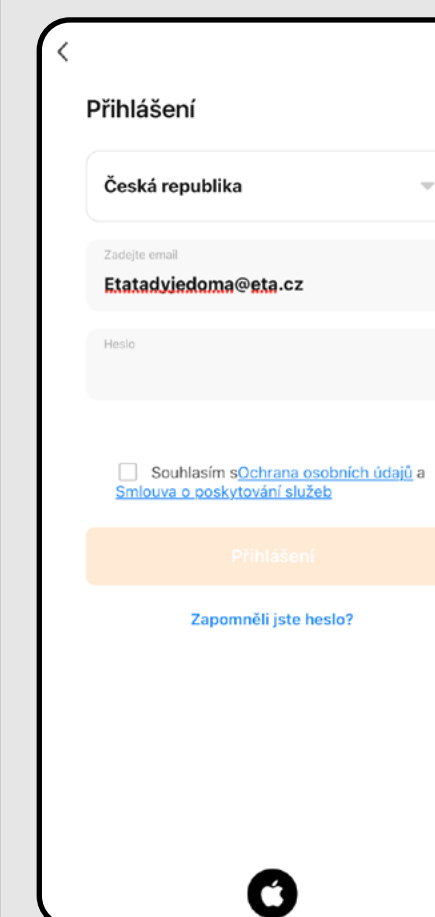 Přihlášení
Česká republika
Zadejte email
Etatadyjedoma@eta.cz
Heslo
Souhlasím sOchrana osobních údajů a
Smlouva o poskytování služeb
Přihlášení
Zapomněli jste heslo?